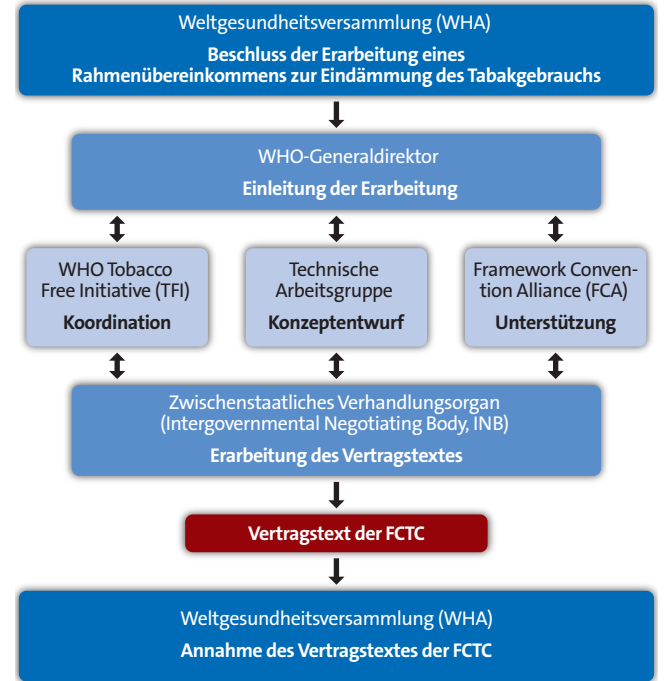 Weltgesundheitsversammlung (WHA)
Beschluss der Erarbeitung eines
Rahmenübereinkommens zur Eindämmung des Tabakgebrauchs
WHO-Generaldirektor
Einleitung der Erarbeitung
WHO Tobacco
Free Initiative (TFI)
Koordination
Technische
Arbeitsgruppe
Konzeptentwurf
Framework Conven-
tion Alliance (FCA)
Unterstützung
Zwischenstaatliches Verhandlungsorgan
(Intergovernmental Negotiating Body, INB)
Erarbeitung des Vertragstextes
Vertragstext der FCTC
Weltgesundheitsversammlung (WHA)
Annahme des Vertragstextes der FCTC